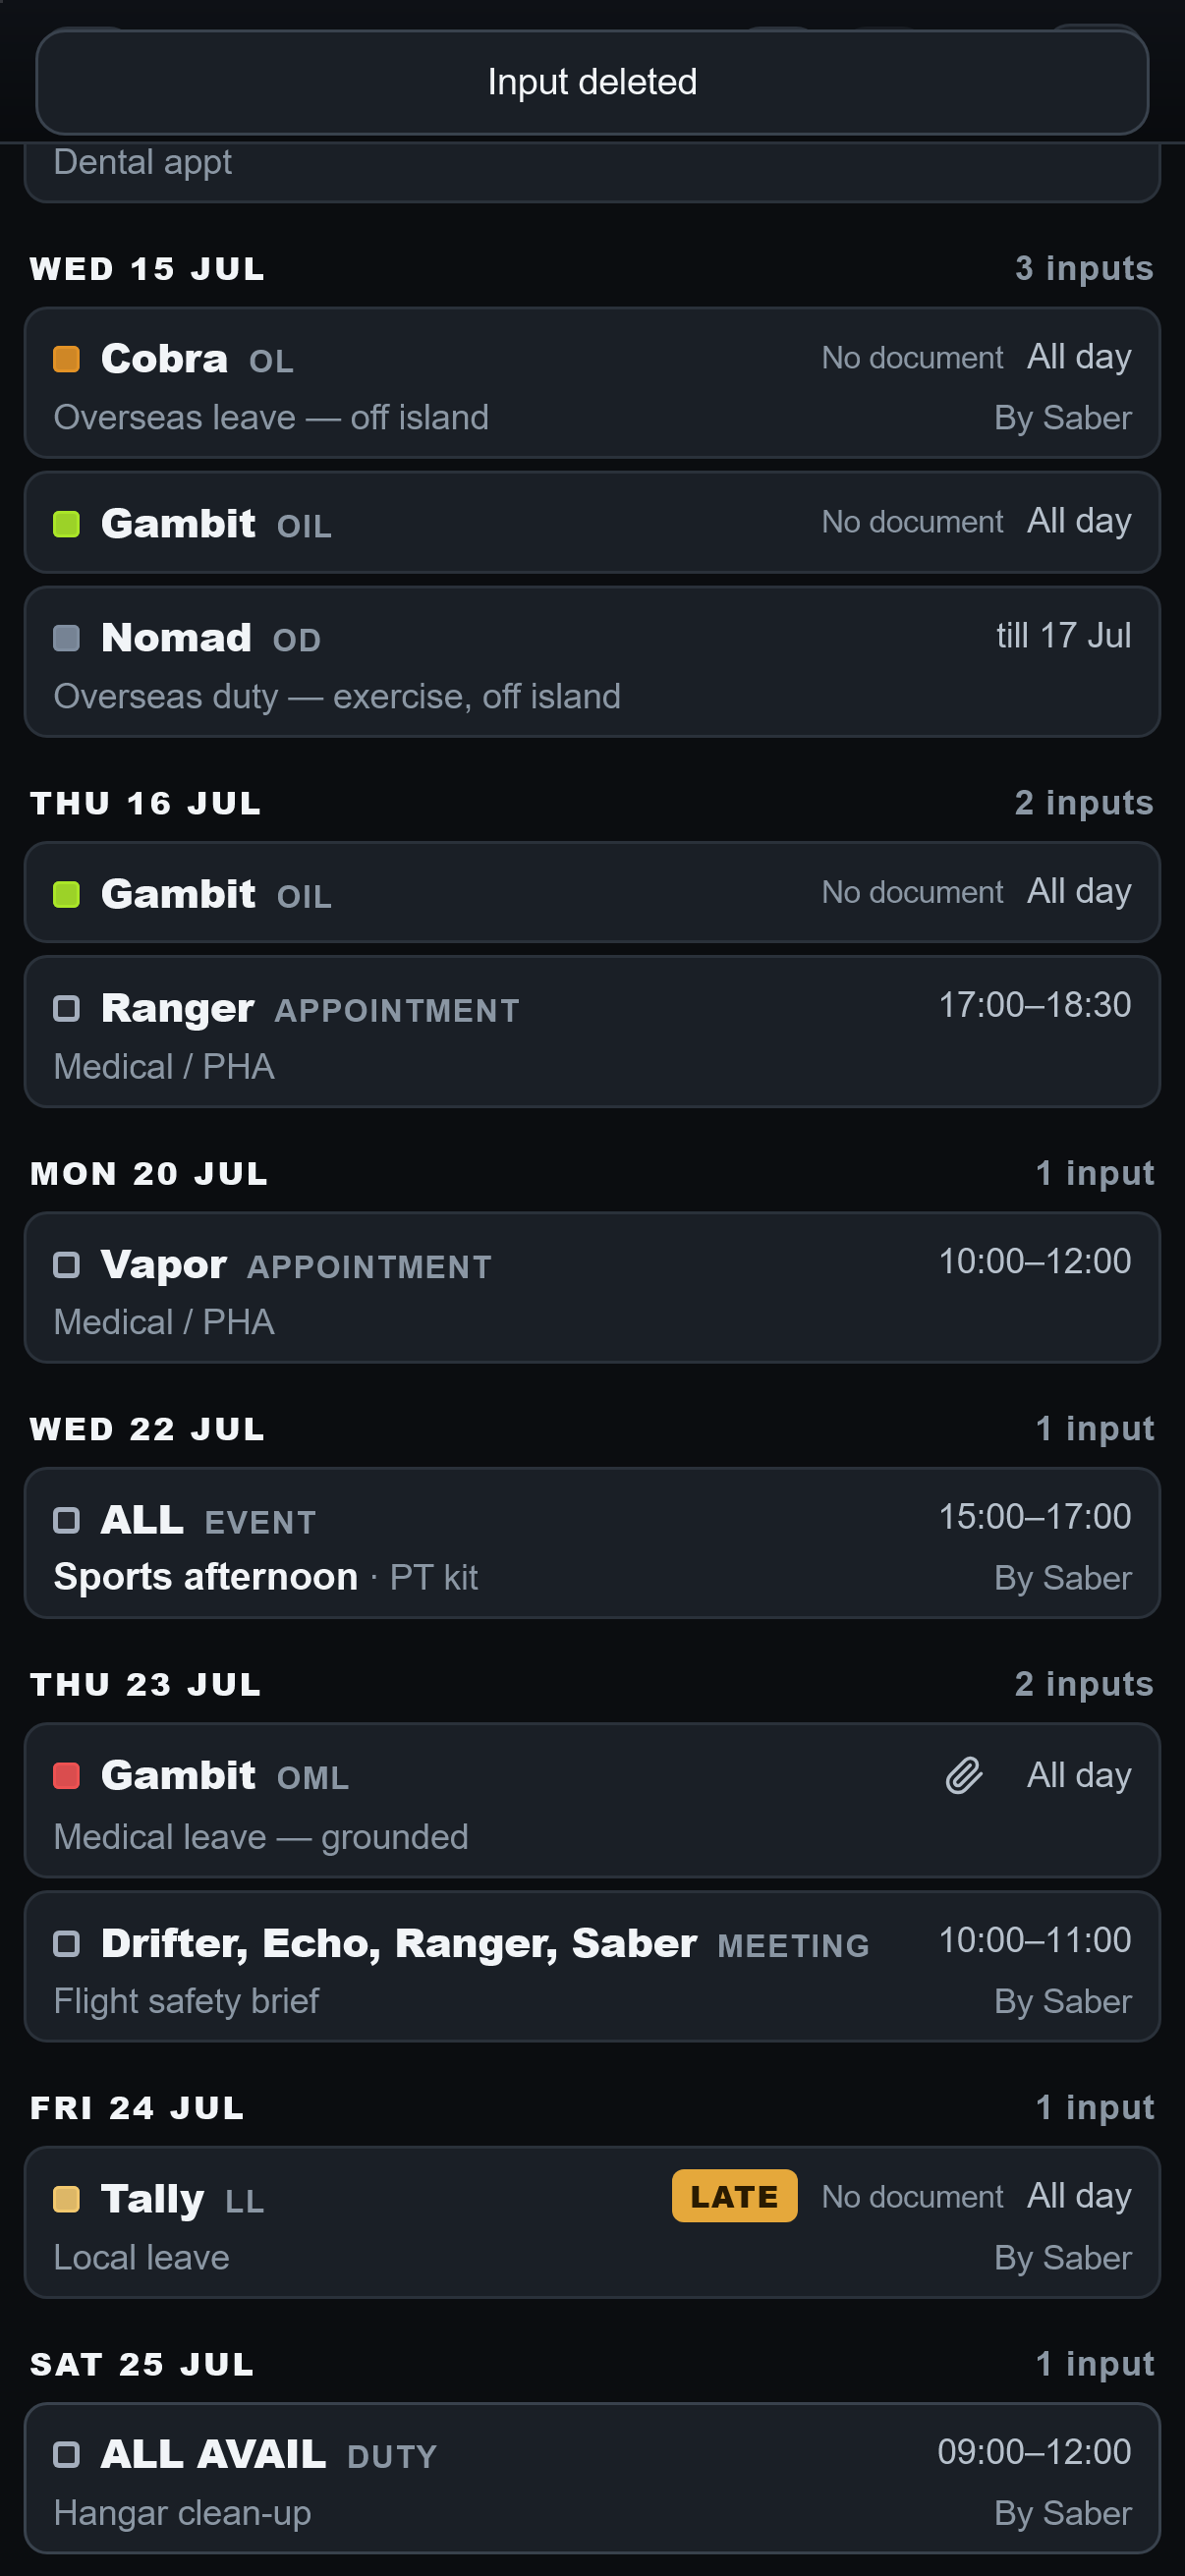 Input deleted
Dental appt
WED 15 JUL 3 inputs
Cobra OL No document All day
Overseas leave — off island By Saber
Gambit OIL No document All day
Nomad OD till 17 Jul
Overseas duty — exercise, off island
THU 16 JUL 2 inputs
Gambit OIL No document All day
Ranger APPOINTMENT 17:00–18:30
Medical / PHA
MON 20 JUL 1 input
Vapor APPOINTMENT 10:00–12:00
Medical / PHA
WED 22 JUL 1 input
ALL EVENT 15:00–17:00
Sports afternoon · PT kit By Saber
THU 23 JUL 2 inputs
Gambit OML All day
Medical leave — grounded
Drifter, Echo, Ranger, Saber MEETING 10:00–11:00
Flight safety brief By Saber
FRI 24 JUL 1 input
Tally LL LATE No document All day
Local leave By Saber
SAT 25 JUL 1 input
ALL AVAIL DUTY 09:00–12:00
Hangar clean-up By Saber